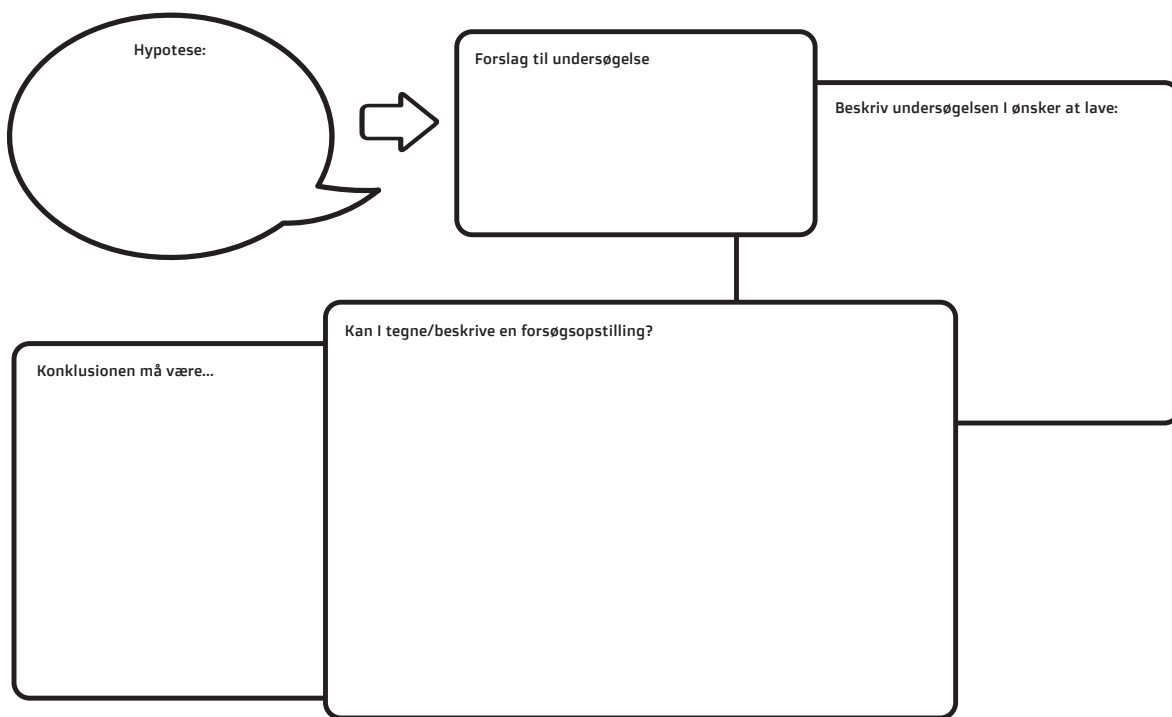 Hypotese:
Forslag til undersøgelse
Beskriv undersøgelsen I ønsker at lave:
Kan I tegne/beskrive en forsøgsopstilling?
Konklusionen må være...